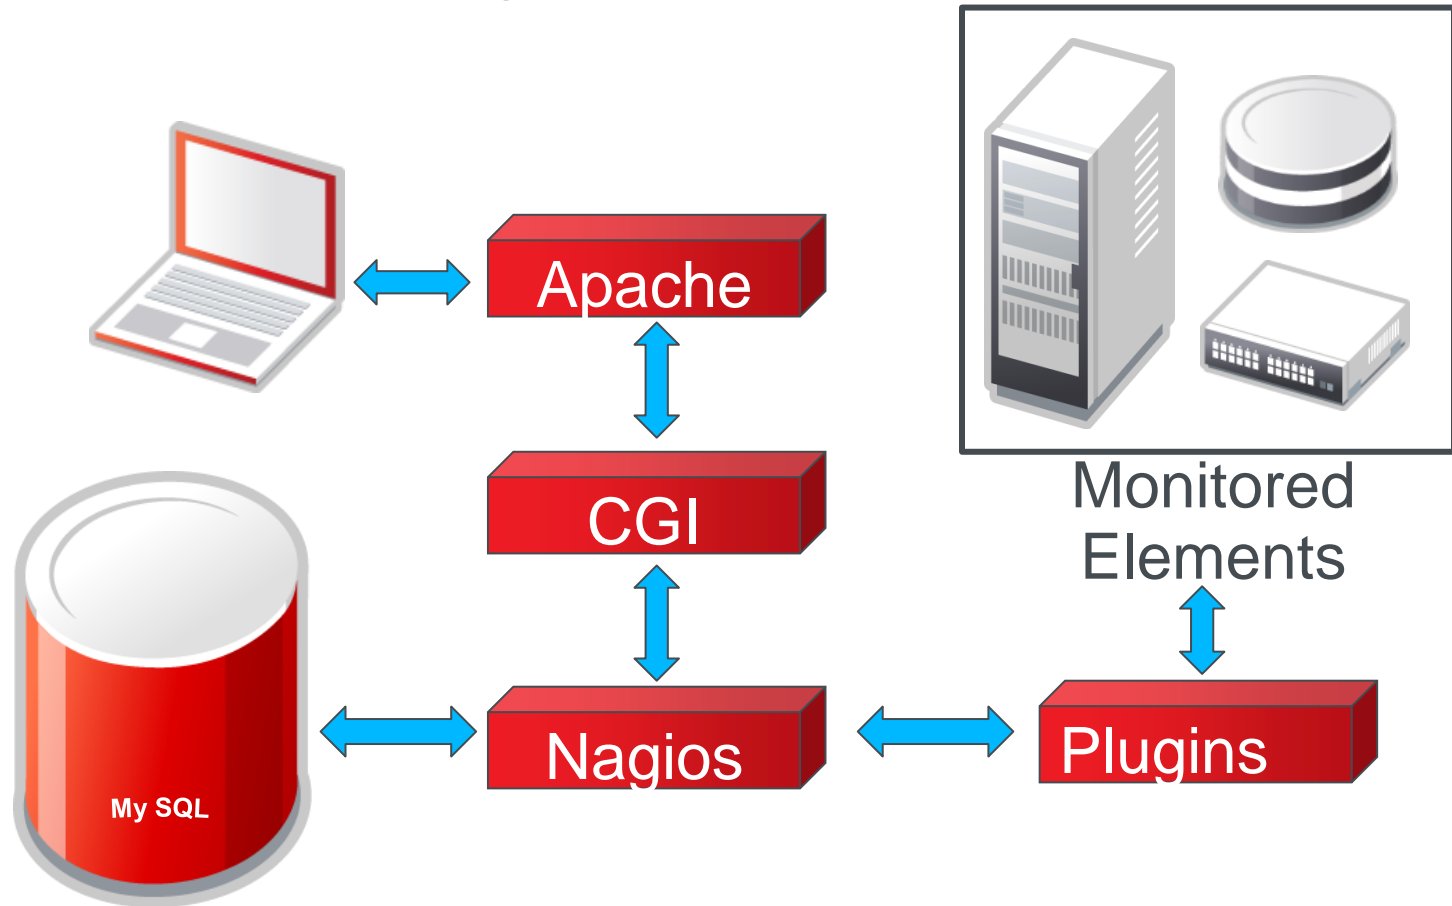 Apache
CGI
Monitored
Elements
Nagios
Plugins
My SQL